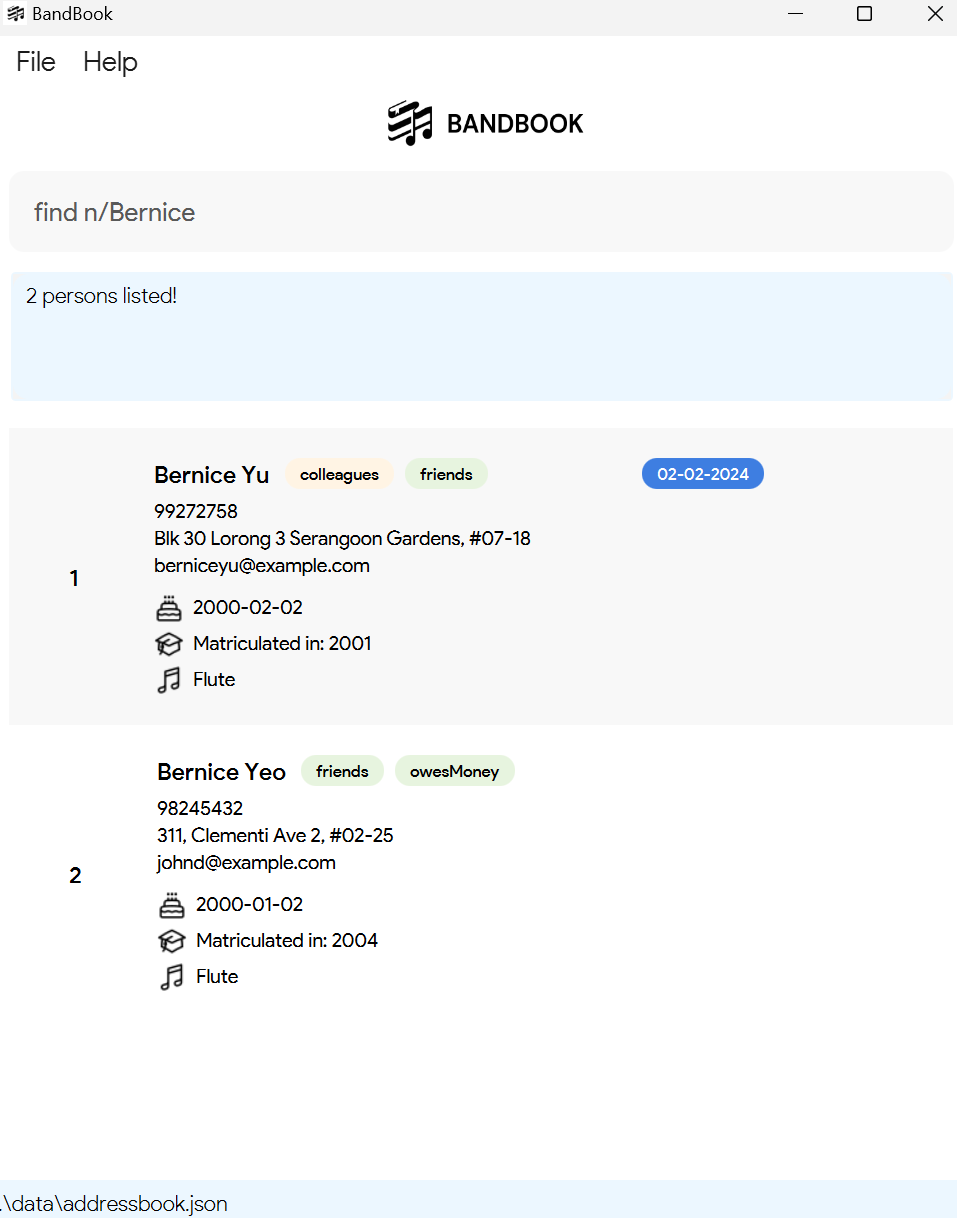 BandBook
File Help
BANDBOOK
find n/Bernice
2 persons listed!
1
Bernice Yu colleagues friends 02-02-2024
99272758
Blk 30 Lorong 3 Serangoon Gardens, #07-18
berniceyu@example.com
2000-02-02
Matriculated in: 2001
Flute
2
Bernice Yeo friends owesMoney
98245432
311, Clementi Ave 2, #02-25
johnd@example.com
2000-01-02
Matriculated in: 2004
Flute
.\data\addressbook.json